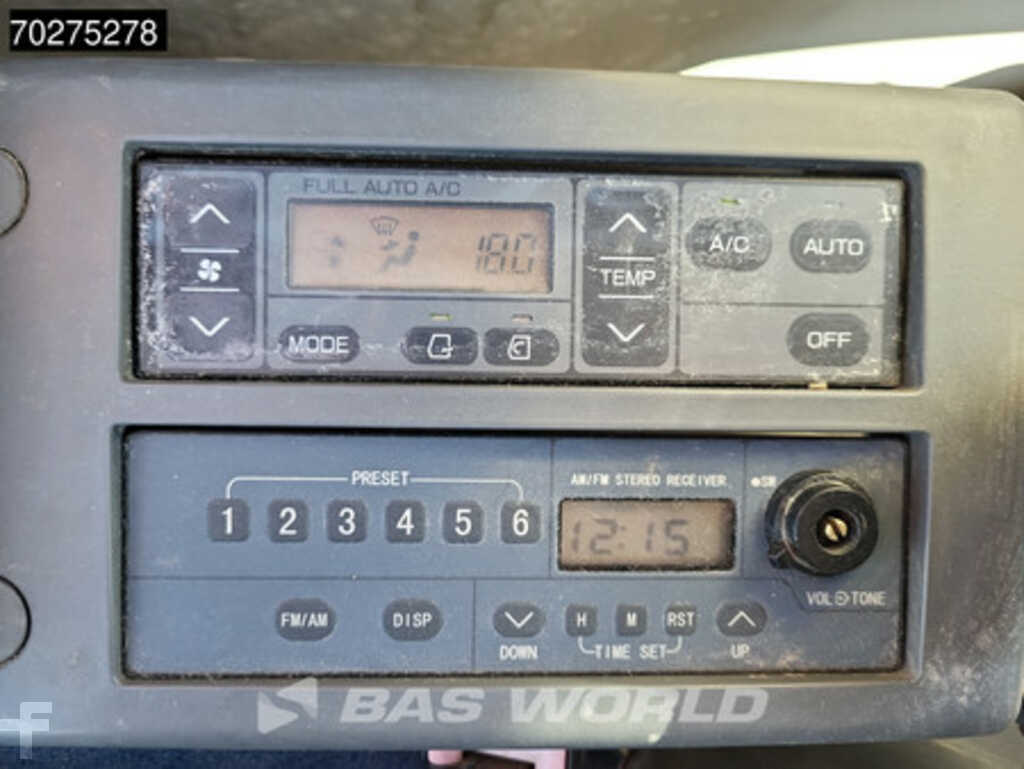 70275278
FULL AUTO A/C
18.0
TEMP
A/C
AUTO
MODE
OFF
PRESET
AM/FM STEREO RECEIVER
SW
1 2 3 4 5 6
12:15
VOL TONE
FM/AM
DISP
H
M
RST
DOWN
TIME SET
UP
BAS WORLD
F